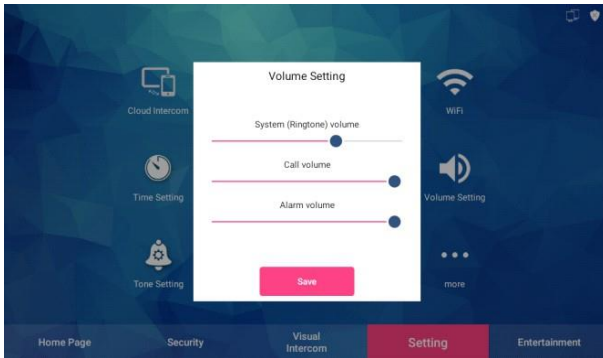 Volume Setting
Cloud Intercom
System (Ringtone) volume
WiFi
Call volume
Time Setting
Alarm volume
Volume Setting
Tone Setting
Save
more
Home Page
Security
Visual
Intercom
Setting
Entertainment